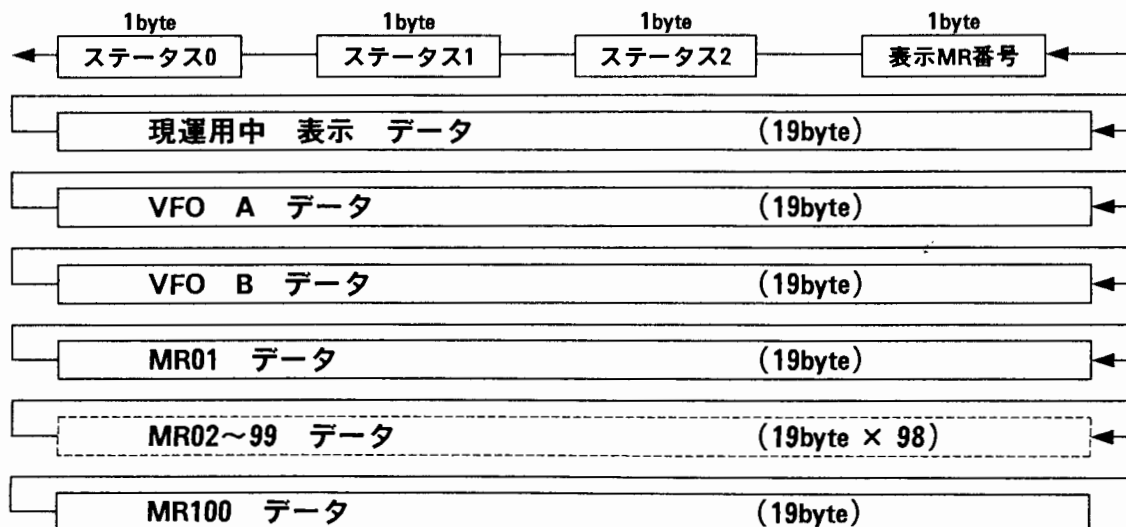 1byte 1byte 1byte 1byte
ステータス0 ステータス1 ステータス2 表示MR番号
現運用中 表示 データ (19byte)
VFO A データ (19byte)
VFO B データ (19byte)
MR01 データ (19byte)
MR02～99 データ (19byte × 98)
MR100 データ (19byte)